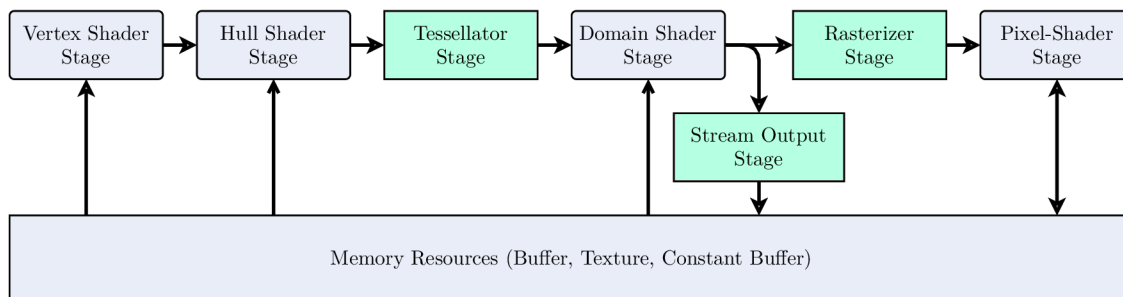 Vertex Shader
Stage
Hull Shader
Stage
Tessellator
Stage
Domain Shader
Stage
Rasterizer
Stage
Pixel-Shader
Stage
Stream Output
Stage
Memory Resources (Buffer, Texture, Constant Buffer)